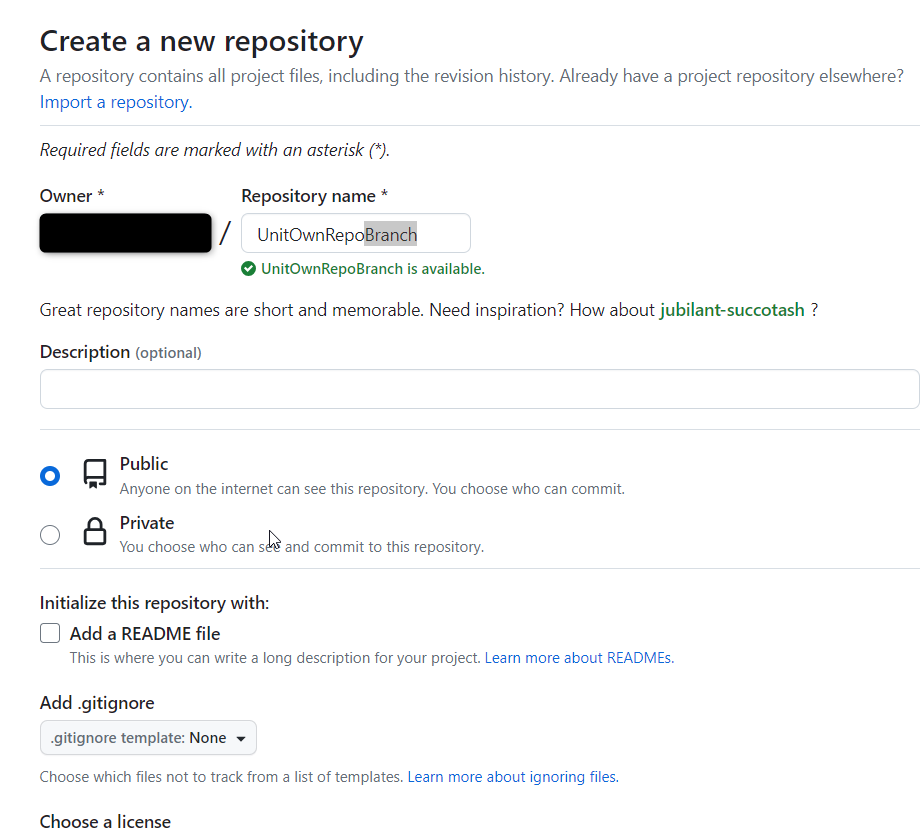 Create a new repository
A repository contains all project files, including the revision history. Already have a project repository elsewhere?
Import a repository.
Required fields are marked with an asterisk (*).
Owner *
Repository name *
/
UnitOwnRepoBranch
UnitOwnRepoBranch is available.
Great repository names are short and memorable. Need inspiration? How about jubilant-succotash ?
Description (optional)
Public
Anyone on the internet can see this repository. You choose who can commit.
Private
You choose who can see and commit to this repository.
Initialize this repository with:
Add a README file
This is where you can write a long description for your project. Learn more about READMEs.
Add .gitignore
.gitignore template: None
Choose which files not to track from a list of templates. Learn more about ignoring files.
Choose a license